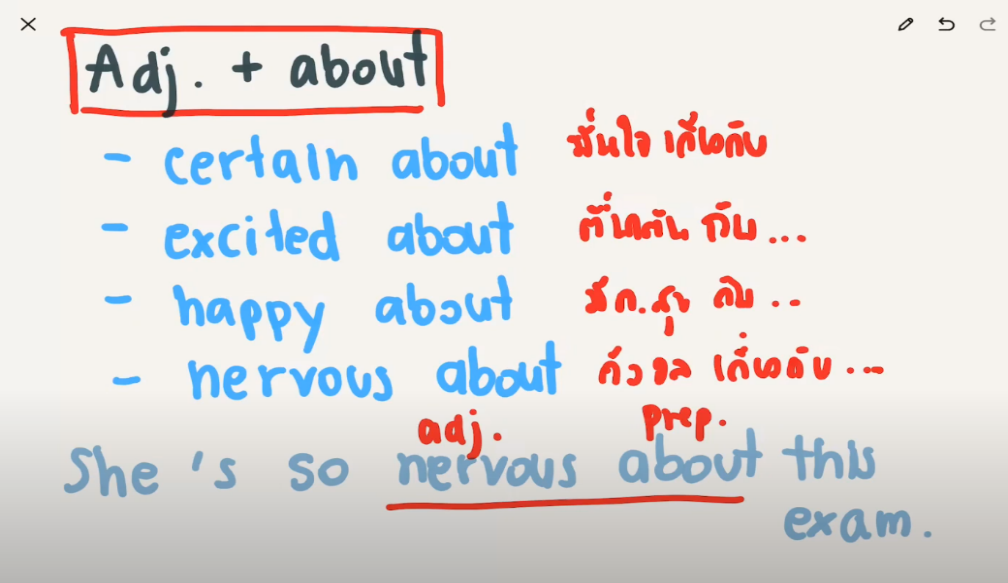 Adj. + about
- certain about มั่นใจ เกี่ยวกับ
- excited about ตื่นเต้น กับ ...
- happy about มีค.สุข กับ ..
- nervous about กังวล เกี่ยวกับ ...
adj. prep.
She's so nervous about this
exam.